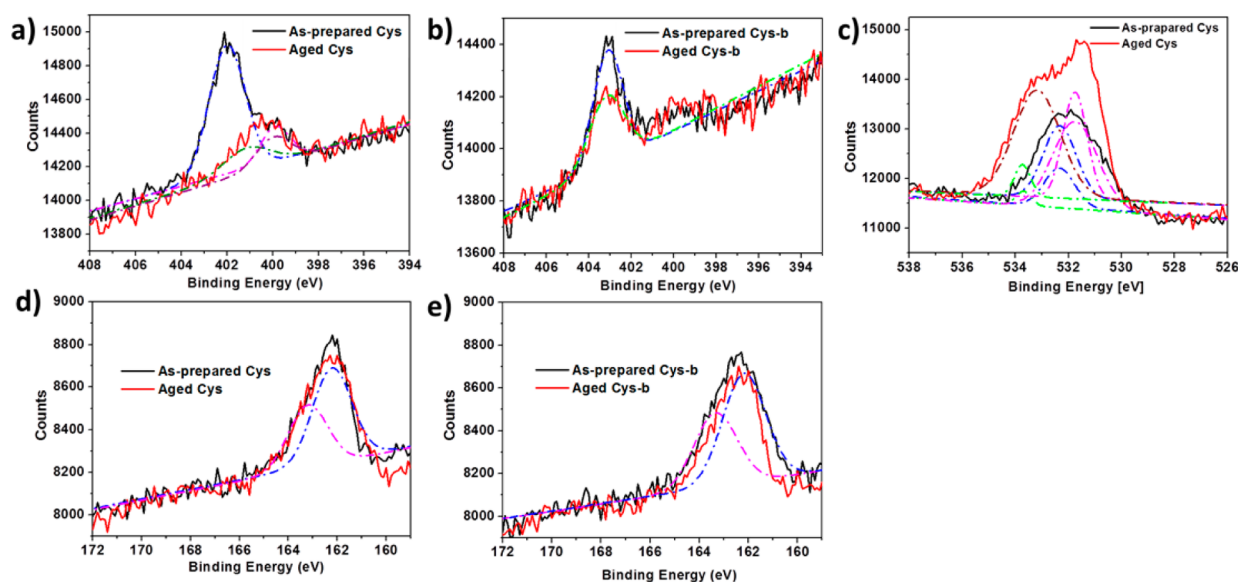 a)
As-prepared Cys
Aged Cys
15000
14800
14600
14400
14200
14000
13800
Counts
408 406 404 402 400 398 396 394
Binding Energy (eV)
b)
As-prepared Cys-b
Aged Cys-b
14400
14200
14000
13800
13600
Counts
408 406 404 402 400 398 396 394
Binding Energy (eV)
c)
As-prapared Cys
Aged Cys
15000
14000
13000
12000
11000
Counts
538 536 534 532 530 528 526
Binding Energy [eV]
d)
As-prepared Cys
Aged Cys
9000
8800
8600
8400
8200
8000
Counts
172 170 168 166 164 162 160
Binding Energy (eV)
e)
As-prepared Cys-b
Aged Cys-b
9000
8800
8600
8400
8200
8000
Counts
172 170 168 166 164 162 160
Binding Energy (eV)